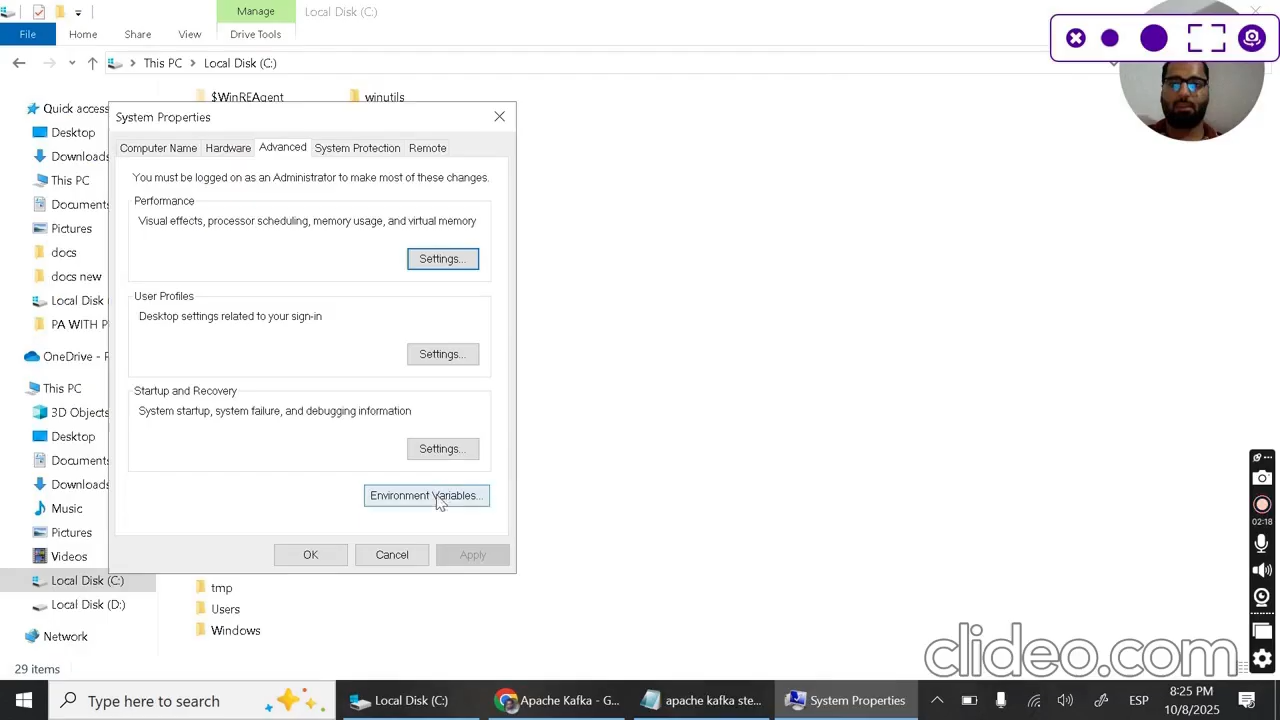 Manage
Local Disk (C:)
File
Home
Share
View
Drive Tools
This PC
Local Disk (C:)
Quick access
$WinREAgent
winutils
Desktop
Downloads
This PC
Documents
Pictures
docs
docs new
Local Disk
PA WITH P
OneDrive - P
This PC
3D Objects
Desktop
Documents
Downloads
Music
Pictures
Videos
Local Disk (C:)
Local Disk (D:)
Network
System Properties
Computer Name
Hardware
Advanced
System Protection
Remote
You must be logged on as an Administrator to make most of these changes.
Performance
Visual effects, processor scheduling, memory usage, and virtual memory
Settings...
User Profiles
Desktop settings related to your sign-in
Settings...
Startup and Recovery
System startup, system failure, and debugging information
Settings...
Environment Variables...
OK
Cancel
Apply
tmp
Users
Windows
29 items
02:18
clideo.com
Type here to search
Local Disk (C:)
Apache Kafka - G...
apache kafka ste...
System Properties
ESP
8:25 PM
10/8/2025